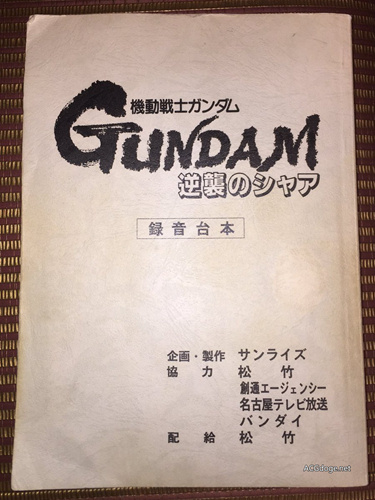 機動戦士ガンダム
GUNDAM
逆襲のシャア
録音台本
企画・製作 サンライズ
協力 松竹
創通エージェンシー
名古屋テレビ放送
バンダイ
配給 松竹
ACGdoge.net